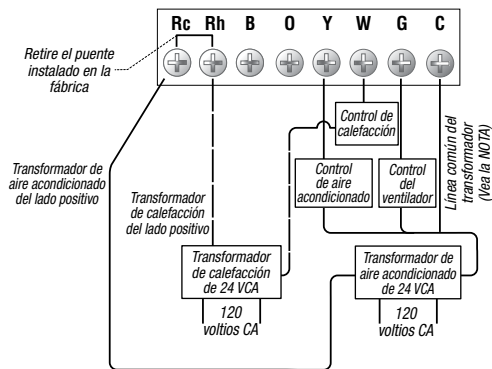 Rc Rh B O Y W G C
Retire el puente
instalado en la
fábrica
Control de
calefacción
Transformador de
aire acondicionado
del lado positivo
Transformador
de calefacción
del lado positivo
Control
de aire
acondicionado
Control
del
ventilador
Línea común del
transformador
(Vea la NOTA)
Transformador
de calefacción
de 24 VCA
Transformador de
aire acondicionado
de 24 VCA
120
voltios CA
120
voltios CA